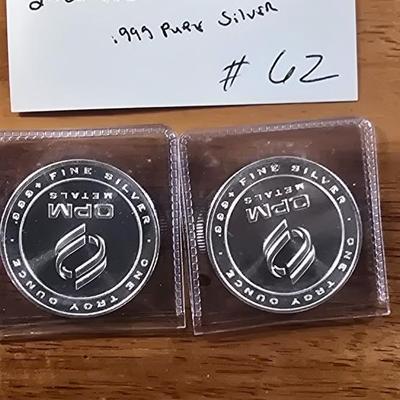 .999 Pure Silver
# 62
.999+ FINE SILVER · ONE TROY OUNCE ·
OPM
METALS
.999+ FINE SILVER · ONE TROY OUNCE ·
OPM
METALS